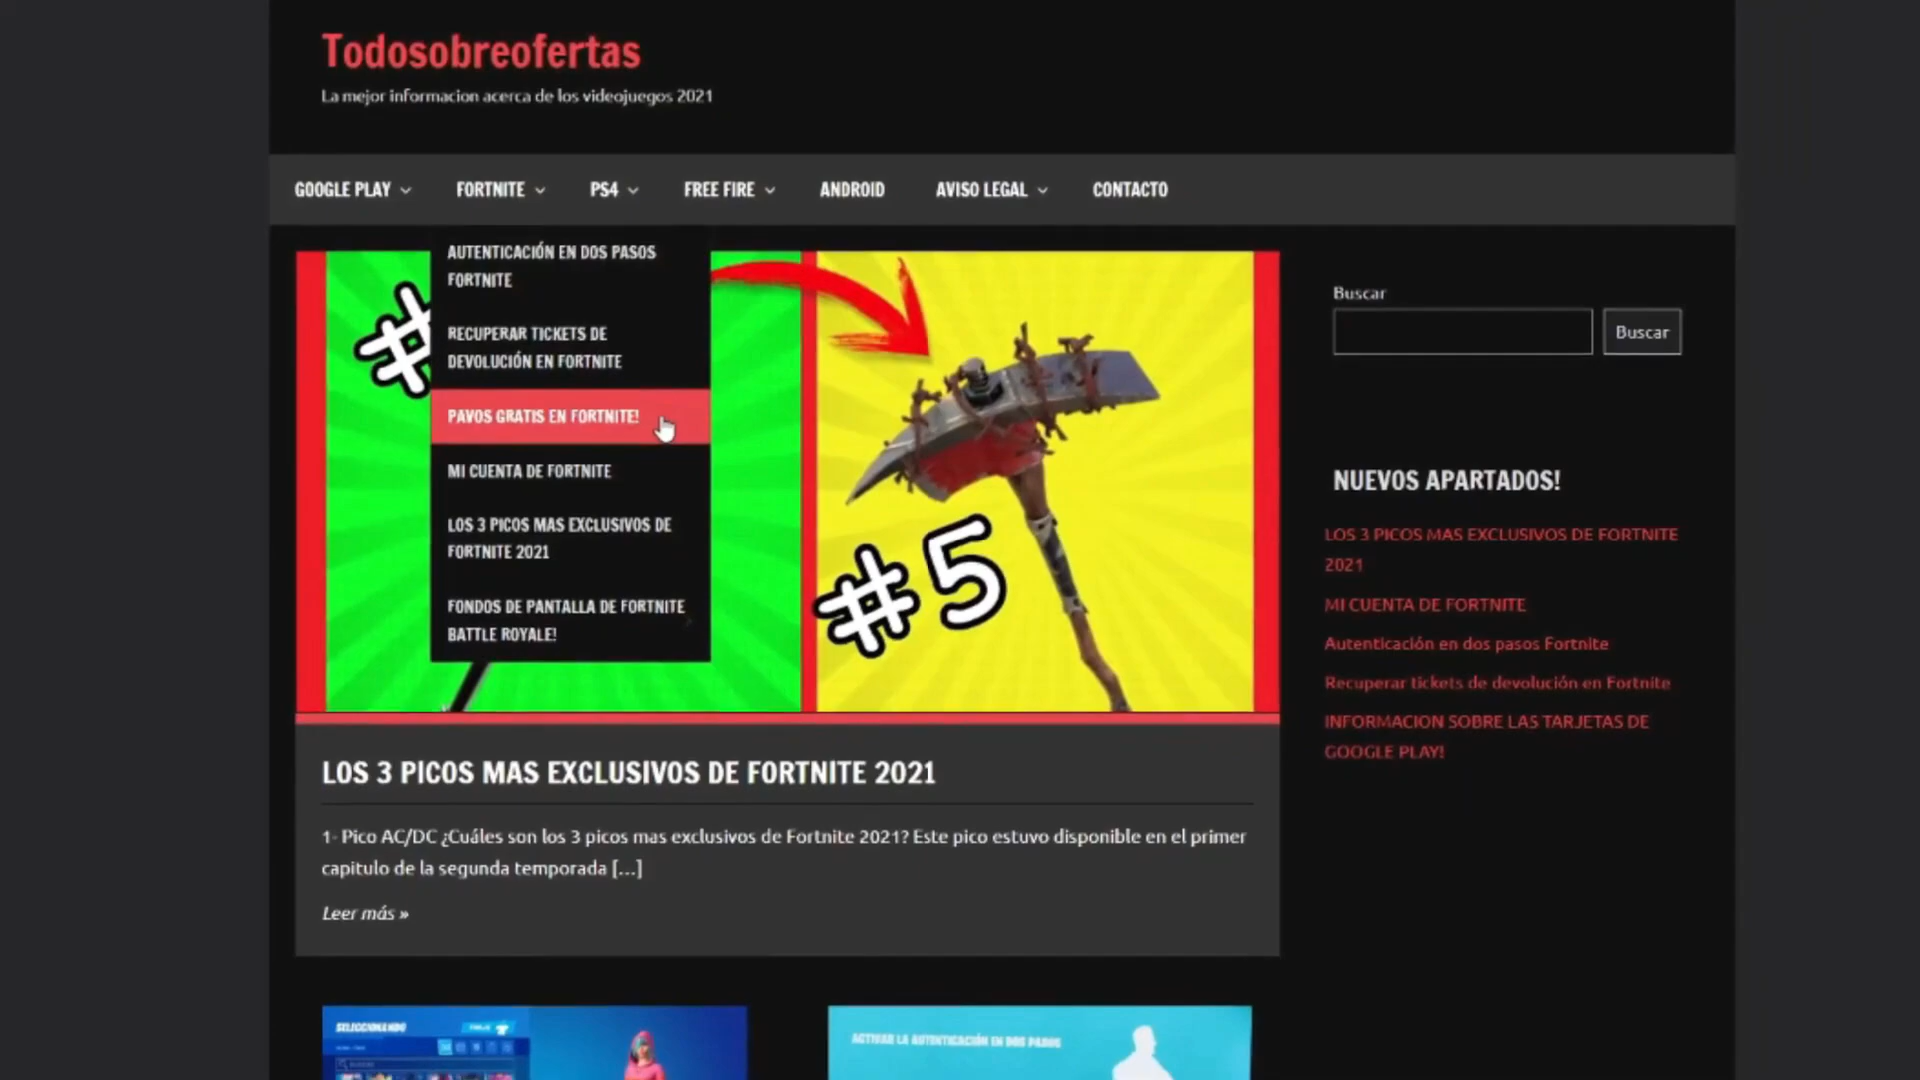 Todosobreofertas
La mejor informacion acerca de los videojuegos 2021
GOOGLE PLAY FORTNITE PS4 FREE FIRE ANDROID AVISO LEGAL CONTACTO
AUTENTICACIÓN EN DOS PASOS
FORTNITE
RECUPERAR TICKETS DE
DEVOLUCIÓN EN FORTNITE
PAVOS GRATIS EN FORTNITE!
MI CUENTA DE FORTNITE
LOS 3 PICOS MAS EXCLUSIVOS DE
FORTNITE 2021
FONDOS DE PANTALLA DE FORTNITE
BATTLE ROYALE!
#
#5
Buscar
Buscar
NUEVOS APARTADOS!
LOS 3 PICOS MAS EXCLUSIVOS DE FORTNITE
2021
MI CUENTA DE FORTNITE
Autenticación en dos pasos Fortnite
Recuperar tickets de devolución en Fortnite
INFORMACION SOBRE LAS TARJETAS DE
GOOGLE PLAY!
LOS 3 PICOS MAS EXCLUSIVOS DE FORTNITE 2021
1- Pico AC/DC ¿Cuáles son los 3 picos mas exclusivos de Fortnite 2021? Este pico estuvo disponible en el primer
capitulo de la segunda temporada [...]
Leer más »
SELECCIONANDO
ACTIVAR LA AUTENTICACIÓN EN DOS PASOS